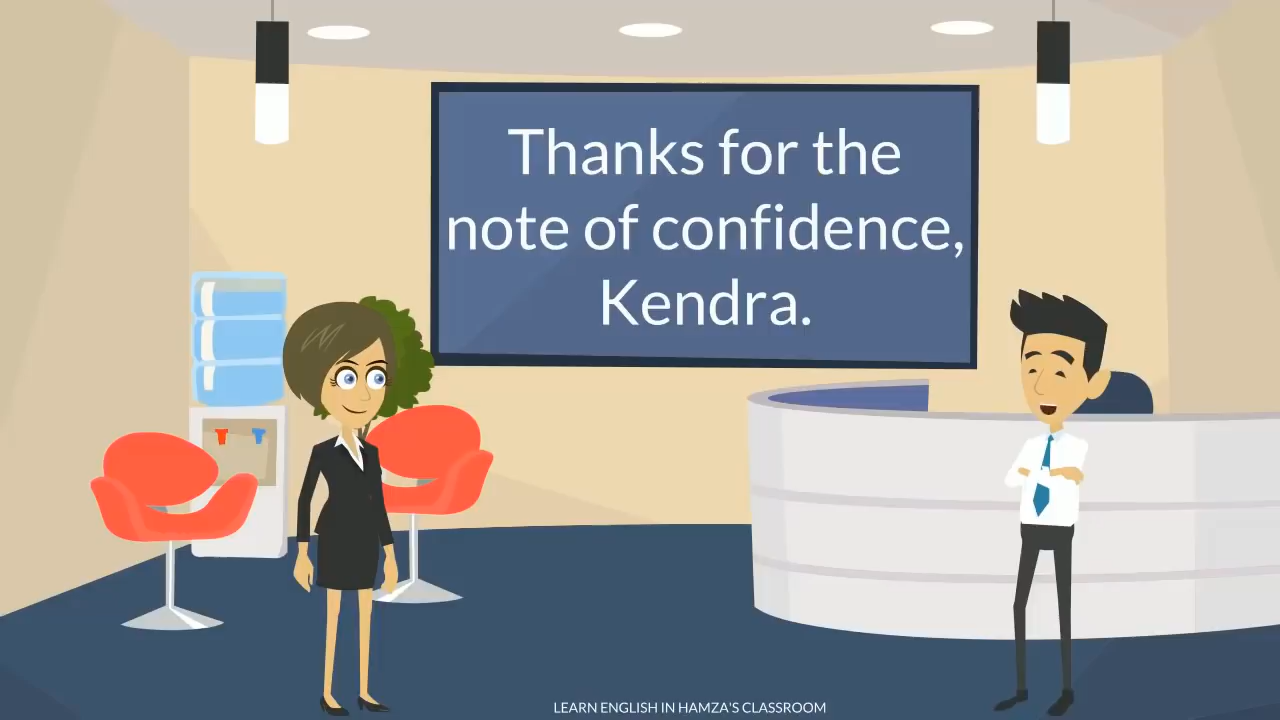 Thanks for the
note of confidence,
Kendra.
LEARN ENGLISH IN HAMZA'S CLASSROOM